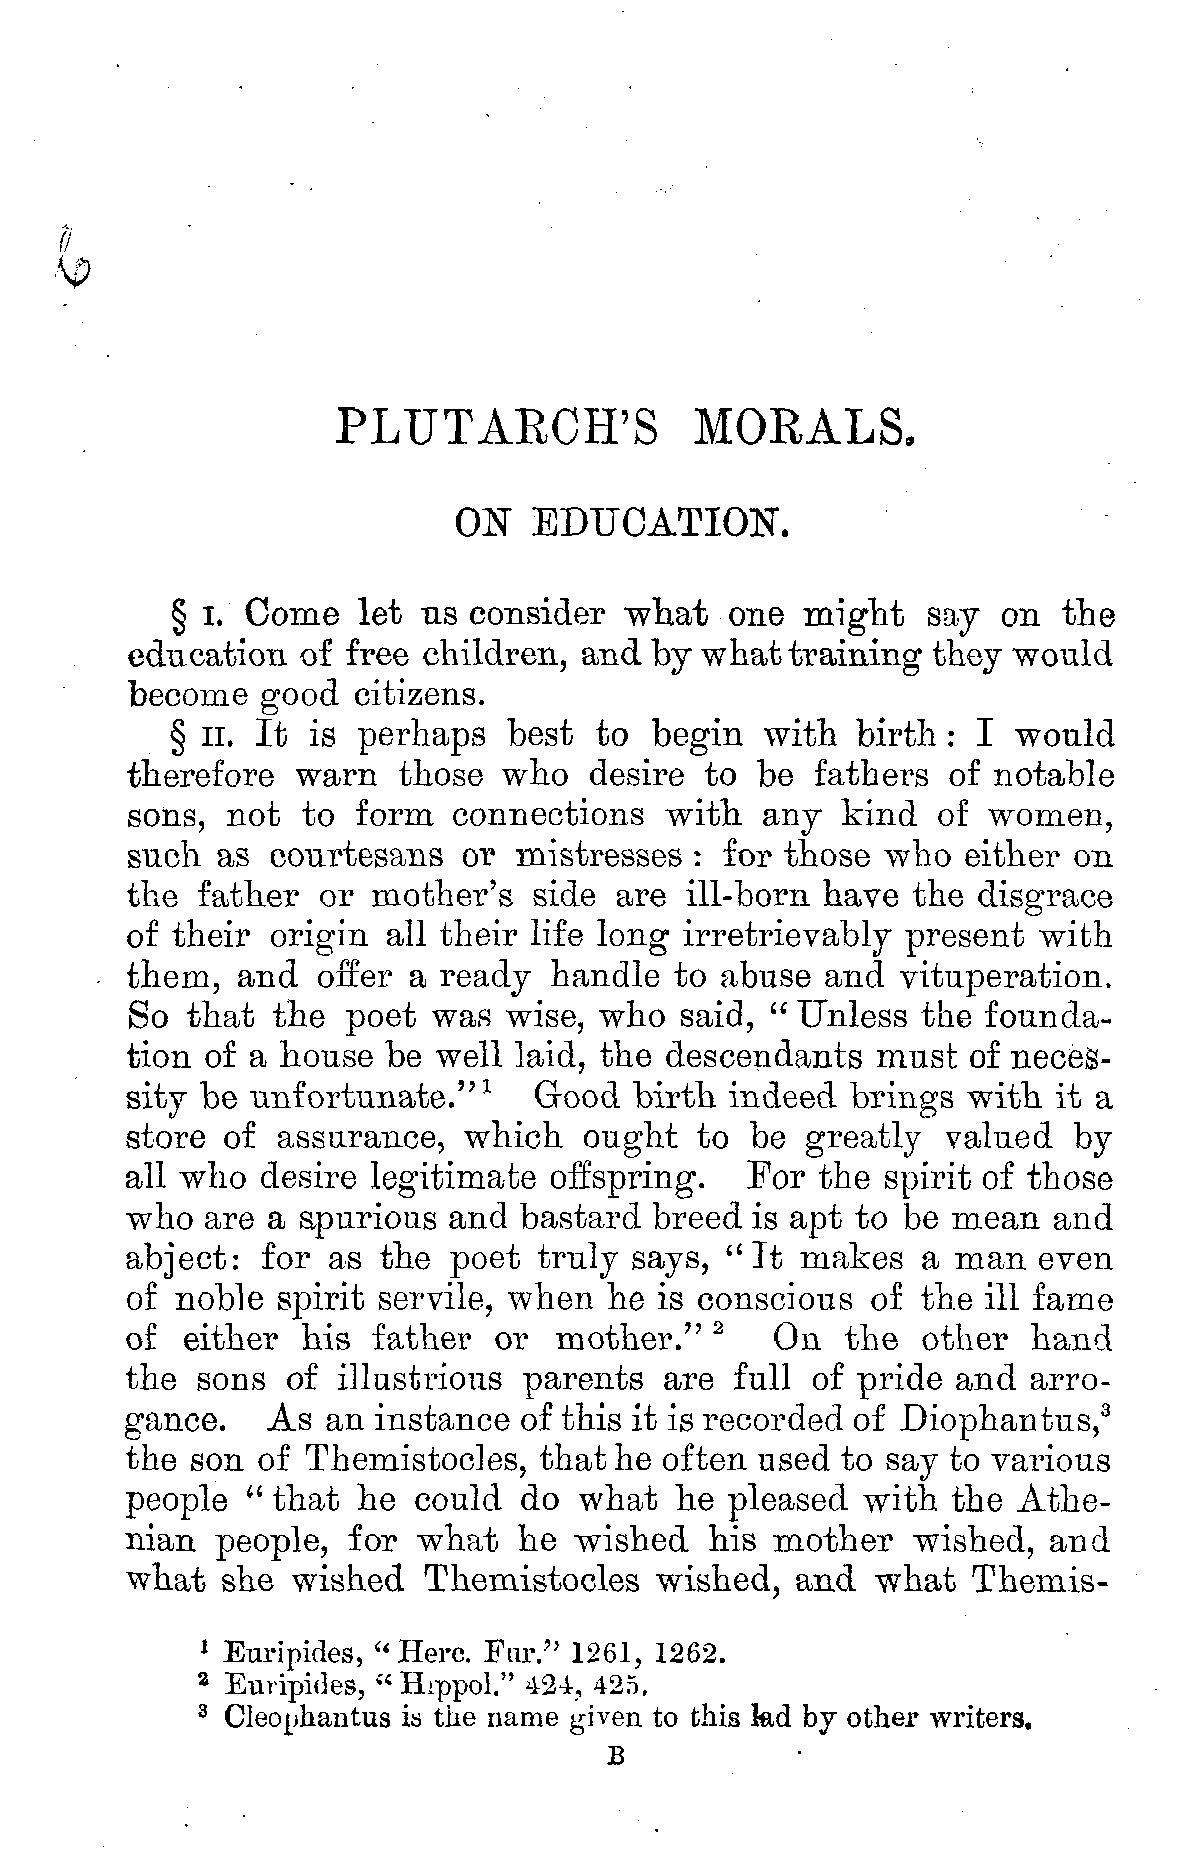 PLUTARCH'S MORALS.
ON EDUCATION.
§ I. Come let us consider what one might say on the
education of free children, and by what training they would
become good citizens.
§ II. It is perhaps best to begin with birth: I would
therefore warn those who desire to be fathers of notable
sons, not to form connections with any kind of women,
such as courtesans or mistresses: for those who either on
the father or mother's side are ill-born have the disgrace
of their origin all their life long irretrievably present with
them, and offer a ready handle to abuse and vituperation.
So that the poet was wise, who said, "Unless the founda-
tion of a house be well laid, the descendants must of neces-
sity be unfortunate."¹ Good birth indeed brings with it a
store of assurance, which ought to be greatly valued by
all who desire legitimate offspring. For the spirit of those
who are a spurious and bastard breed is apt to be mean and
abject: for as the poet truly says, "It makes a man even
of noble spirit servile, when he is conscious of the ill fame
of either his father or mother."² On the other hand
the sons of illustrious parents are full of pride and arro-
gance. As an instance of this it is recorded of Diophantus,³
the son of Themistocles, that he often used to say to various
people "that he could do what he pleased with the Athe-
nian people, for what he wished his mother wished, and
what she wished Themistocles wished, and what Themis-
¹ Euripides, "Herc. Fur." 1261, 1262.
² Euripides, "Hippol." 424, 425.
³ Cleophantus is the name given to this lad by other writers.
B